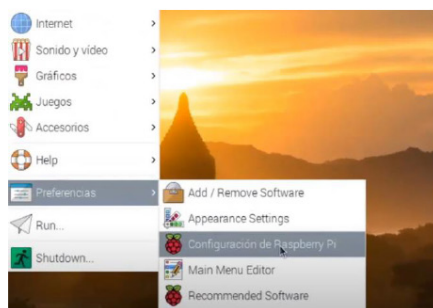 Internet
Sonido y vídeo
Gráficos
Juegos
Accesorios
Help
Preferencias
Run...
Shutdown...
Add / Remove Software
Appearance Settings
Configuración de Raspberry Pi
Main Menu Editor
Recommended Software